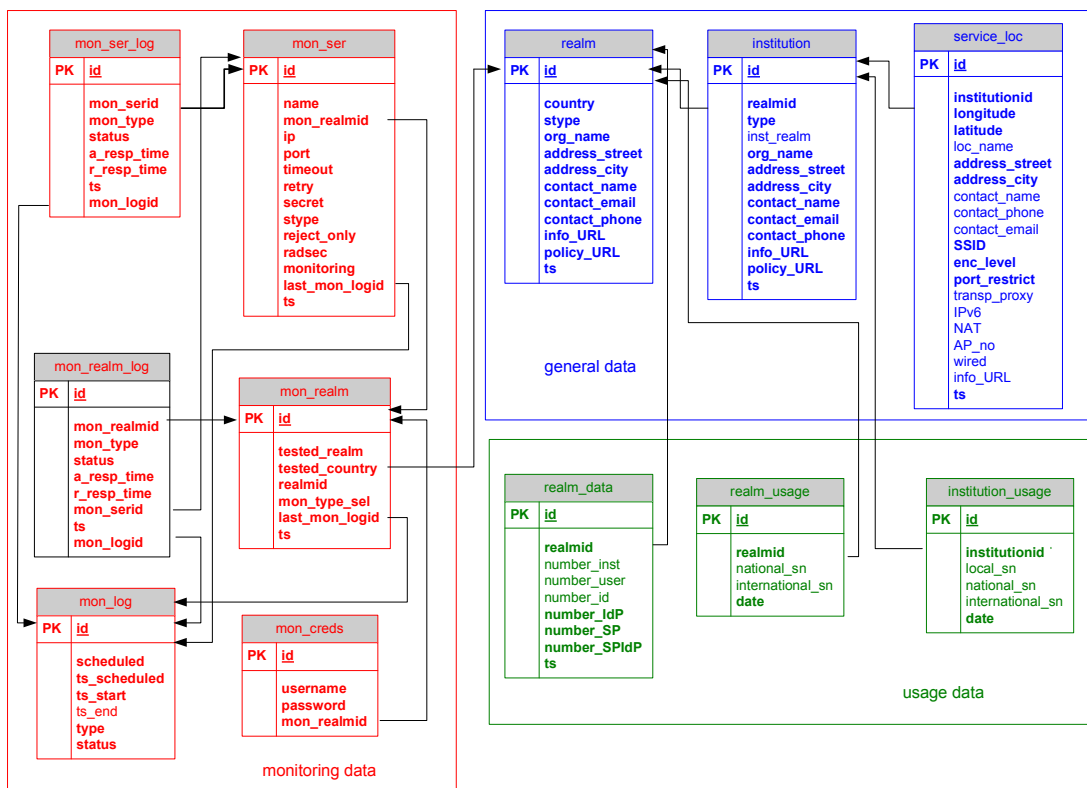 mon_ser_log
PK id
mon_serid
mon_type
status
a_resp_time
r_resp_time
ts
mon_logid
mon_ser
PK id
name
mon_realmid
ip
port
timeout
retry
secret
stype
reject_only
radsec
monitoring
last_mon_logid
ts
mon_realm_log
PK id
mon_realmid
mon_type
status
a_resp_time
r_resp_time
mon_serid
ts
mon_logid
mon_realm
PK id
tested_realm
tested_country
realmid
mon_type_sel
last_mon_logid
ts
mon_log
PK id
scheduled
ts_scheduled
ts_start
ts_end
type
status
mon_creds
PK id
username
password
mon_realmid
monitoring data
realm
PK id
country
stype
org_name
address_street
address_city
contact_name
contact_email
contact_phone
info_URL
policy_URL
ts
institution
PK id
realmid
type
inst_realm
org_name
address_street
address_city
contact_name
contact_email
contact_phone
info_URL
policy_URL
ts
service_loc
PK id
institutionid
longitude
latitude
loc_name
address_street
address_city
contact_name
contact_phone
contact_email
SSID
enc_level
port_restrict
transp_proxy
IPv6
NAT
AP_no
wired
info_URL
ts
general data
realm_data
PK id
realmid
number_inst
number_user
number_id
number_IdP
number_SP
number_SPIdP
ts
realm_usage
PK id
realmid
national_sn
international_sn
date
institution_usage
PK id
institutionid
local_sn
national_sn
international_sn
date
usage data